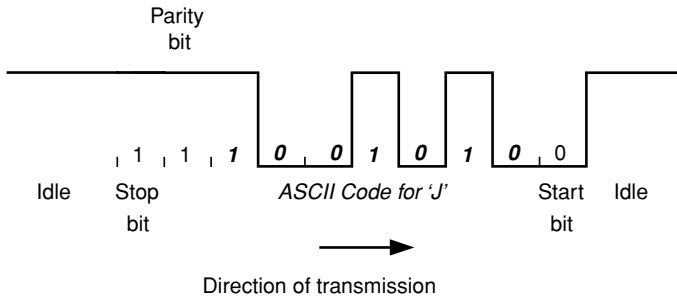 Parity
bit
1 1 1 0 0 1 0 1 0 0
Idle Stop bit ASCII Code for ‘J’ Start bit Idle
Direction of transmission